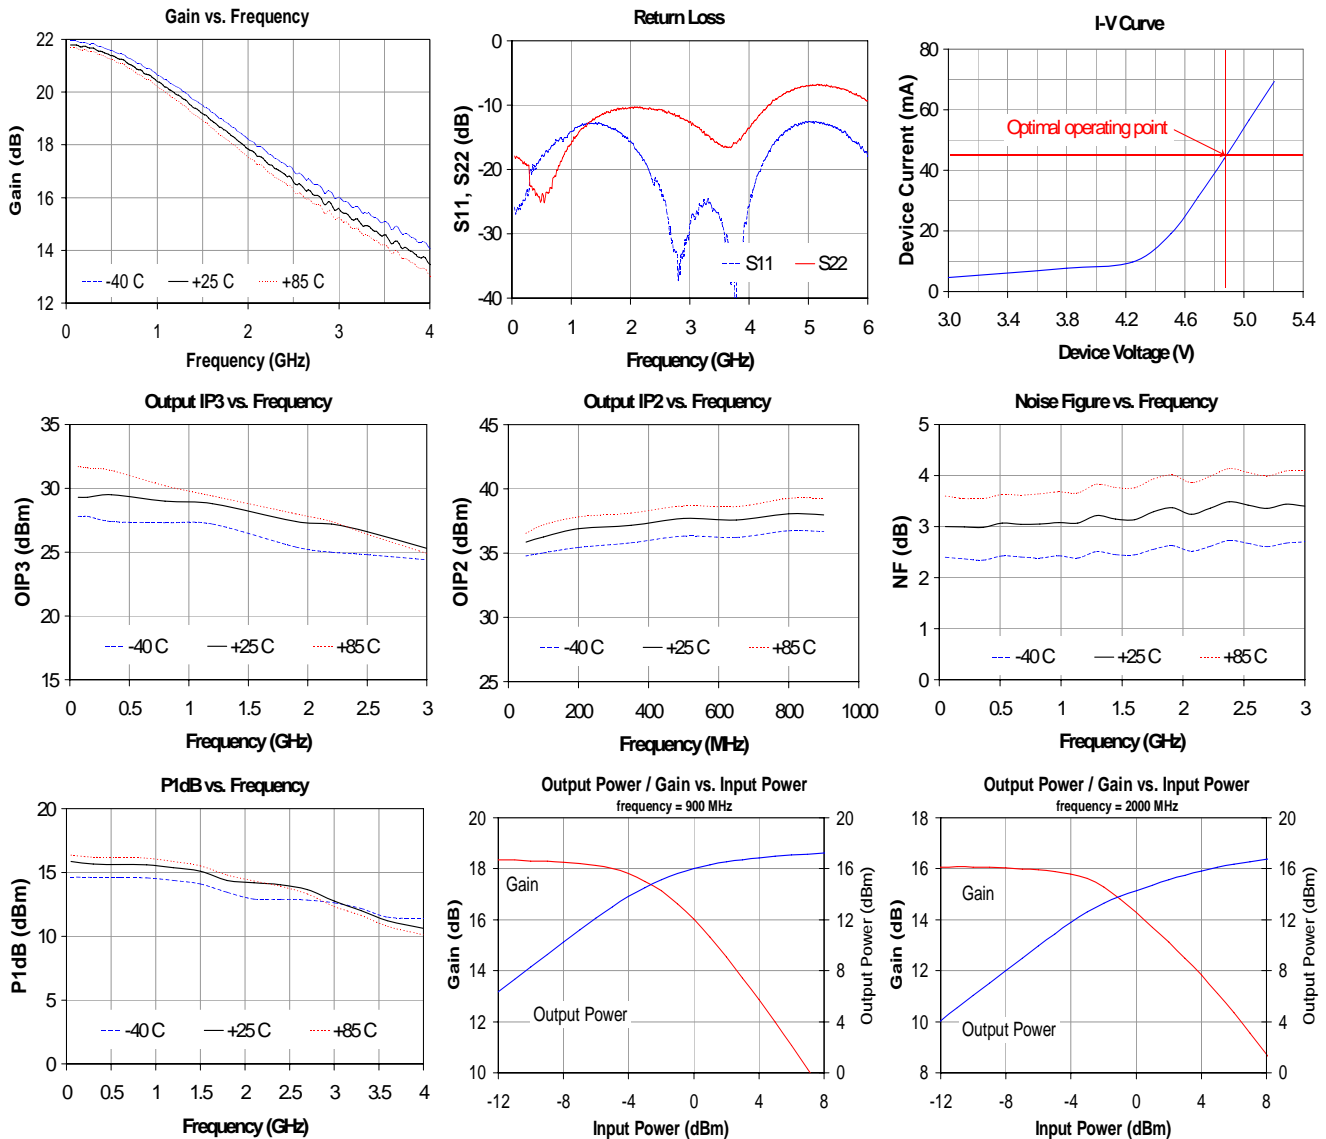 Gain vs. Frequency
Gain (dB)
22
20
18
16
14
12
-40 C +25 C +85 C
0 1 2 3 4
Frequency (GHz)
Return Loss
S11, S22 (dB)
0
-10
-20
-30
-40
S11 S22
0 1 2 3 4 5 6
Frequency (GHz)
I-V Curve
Device Current (mA)
80
60
40
20
0
Optimal operating point
3.0 3.4 3.8 4.2 4.6 5.0 5.4
Device Voltage (V)
Output IP3 vs. Frequency
OIP3 (dBm)
35
30
25
20
15
-40 C +25 C +85 C
0 0.5 1 1.5 2 2.5 3
Frequency (GHz)
Output IP2 vs. Frequency
OIP2 (dBm)
45
40
35
30
25
-40 C +25 C +85 C
0 200 400 600 800 1000
Frequency (MHz)
Noise Figure vs. Frequency
NF (dB)
5
4
3
2
1
0
-40 C +25 C +85 C
0 0.5 1 1.5 2 2.5 3
Frequency (GHz)
P1dB vs. Frequency
P1dB (dBm)
20
15
10
5
0
-40 C +25 C +85 C
0 0.5 1 1.5 2 2.5 3 3.5 4
Frequency (GHz)
Output Power / Gain vs. Input Power
frequency = 900 MHz
Gain (dB)
20
18
16
14
12
10
Gain
Output Power
20
16
12
8
4
0
Output Power (dBm)
-12 -8 -4 0 4 8
Input Power (dBm)
Output Power / Gain vs. Input Power
frequency = 2000 MHz
Gain (dB)
18
16
14
12
10
8
Gain
Output Power
20
16
12
8
4
0
Output Power (dBm)
-12 -8 -4 0 4 8
Input Power (dBm)